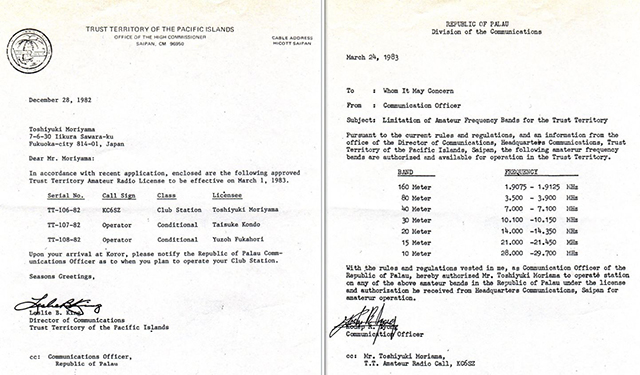 TRUST TERRITORY OF THE PACIFIC ISLANDS
OFFICE OF THE HIGH COMMISSIONER
SAIPAN, CM 96950
CABLE ADDRESS
HICOTT SAIPAN
December 28, 1982
Toshiyuki Moriyama
7-6-30 Iikura Sawara-ku
Fukuoka-city 814-01, Japan
Dear Mr. Moriyama:
In accordance with recent application, enclosed are the following approved
Trust Territory Amateur Radio License to be effective on March 1, 1983.
Serial No. Call Sign Class Licensee
TT-106-82 KC6SZ Club Station Toshiyuki Moriyama
TT-107-82 Operator Conditional Taisuke Kondo
TT-108-82 Operator Conditional Yuzoh Fukahori
Upon your arrival at Koror, please notify the Republic of Palau Comm-
unications Officer as to when you plan to operate your Club Station.
Seasons Greetings,
Leslie B. King
Director of Communications
Trust Territory of the Pacific Islands
cc: Communications Officer,
Republic of Palau
REPUBLIC OF PALAU
Division of the Communications
March 24, 1983
To : Whom It May Concern
From : Communication Officer
Subject: Limitation of Amateur Frequency Bands for the Trust Territory
Pursuant to the current rules and regulations, and an information from the
office of the Director of Communications, Headquarters Communications, Trust
Territory of the Pacific Islands, Saipan, the following amaterur frequency
bands are authorised and available for operation in the Trust Territory.
BAND FREQUENCY
160 Meter 1.9075 -1.9125 MHz
80 Meter 3.500 -3.900 MHz
40 Meter 7.000 -7.100 MHz
30 Meter 10.100 -10.150 MHz
20 Meter 14.000 -14.350 MHz
15 Meter 21.000 -21.450 MHz
10 Meter 28.000 -29.700 MHz
With the rules and regulations vested in me, as Communication Officer of the
Republic of Palau, hereby authorised Mr. Toshiyuki Moriama to operate station
on any of the above amateur bands in the Republic of Palau under the license
and authorization he received from Headquarters Communications, Saipan for
amaterur operation.
Communication Officer
cc: Mr. Toshiyuki Moriama,
T.T. Amateur Radio Call, KC6SZ